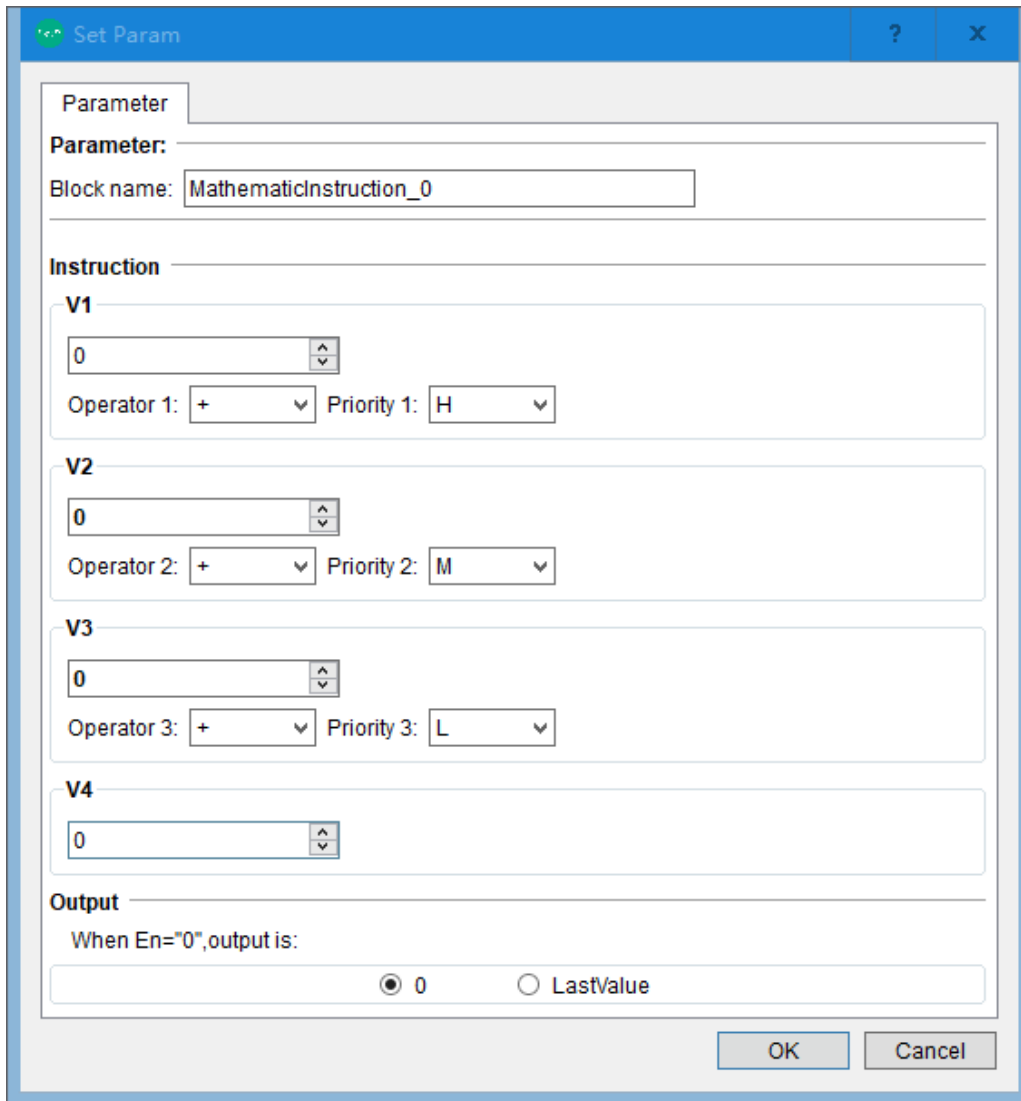 Set Param ? x
Parameter
Parameter:
Block name: MathematicInstruction_0
Instruction
V1
0
Operator 1: + Priority 1: H
V2
0
Operator 2: + Priority 2: M
V3
0
Operator 3: + Priority 3: L
V4
0
Output
When En="0",output is:
0 LastValue
OK Cancel